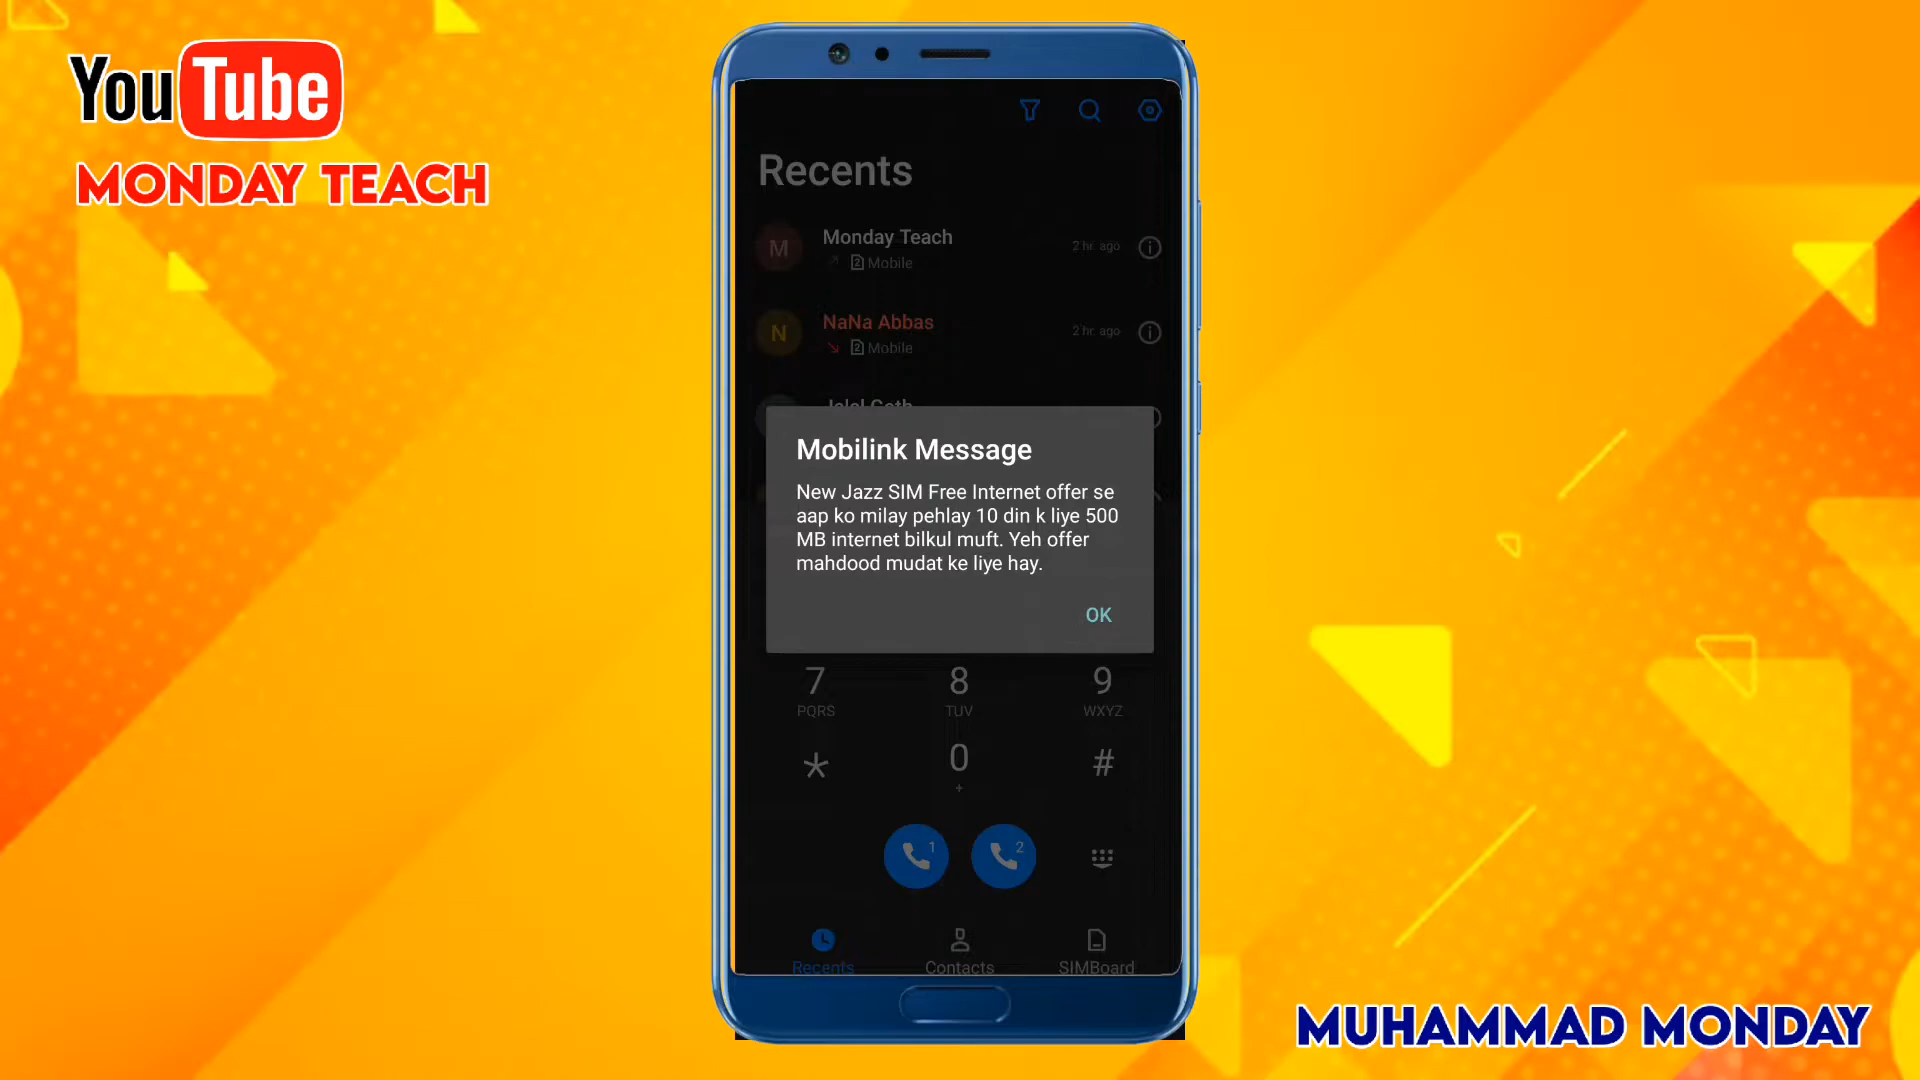 YouTube
MONDAY TEACH
Recents
M
Monday Teach
2 hr. ago
2 Mobile
N
NaNa Abbas
2 hr. ago
2 Mobile
Mobilink Message
New Jazz SIM Free Internet offer se
aap ko milay pehlay 10 din k liye 500
MB internet bilkul muft. Yeh offer
mahdood mudat ke liye hay.
OK
7 8 9
PQRS TUV WXYZ
* 0 #
+
1 2
Recents Contacts SIMBoard
MUHAMMAD MONDAY